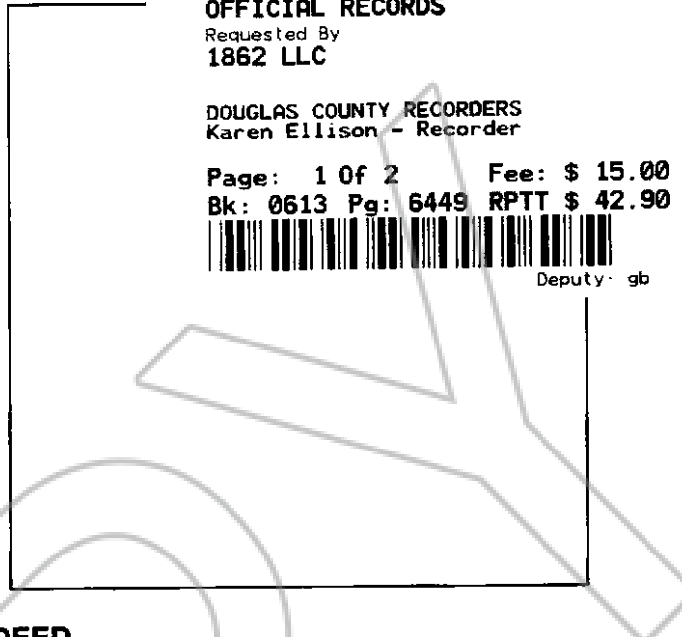 OFFICIAL RECORDS
Requested By
1862 LLC
DOUGLAS COUNTY RECORDERS
Karen Ellison - Recorder
Page: 1 Of 2 Fee: $ 15.00
Bk: 0613 Pg: 6449 RPTT $ 42.90
Deputy: gb
DEED